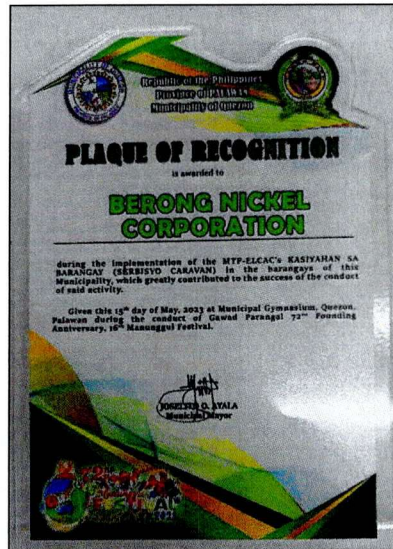 Republic of the Philippines
Province of PALAWAN
Municipality of Quezon
PLAQUE OF RECOGNITION
is awarded to
BERONG NICKEL
CORPORATION
during the implementation of the MTF-ELCAC's KASIYAHAN SA
BARANGAY (SERBISYO CARAVAN) in the barangays of this
Municipality, which greatly contributed to the success of the conduct
of said activity.
Given this 15th day of May, 2023 at Municipal Gymnasium, Quezon,
Palawan during the conduct of Gawad Parangal 72nd Founding
Anniversary, 16th Manunggul Festival.
JOSELITO O. AYALA
Municipal Mayor
FESTIVAL